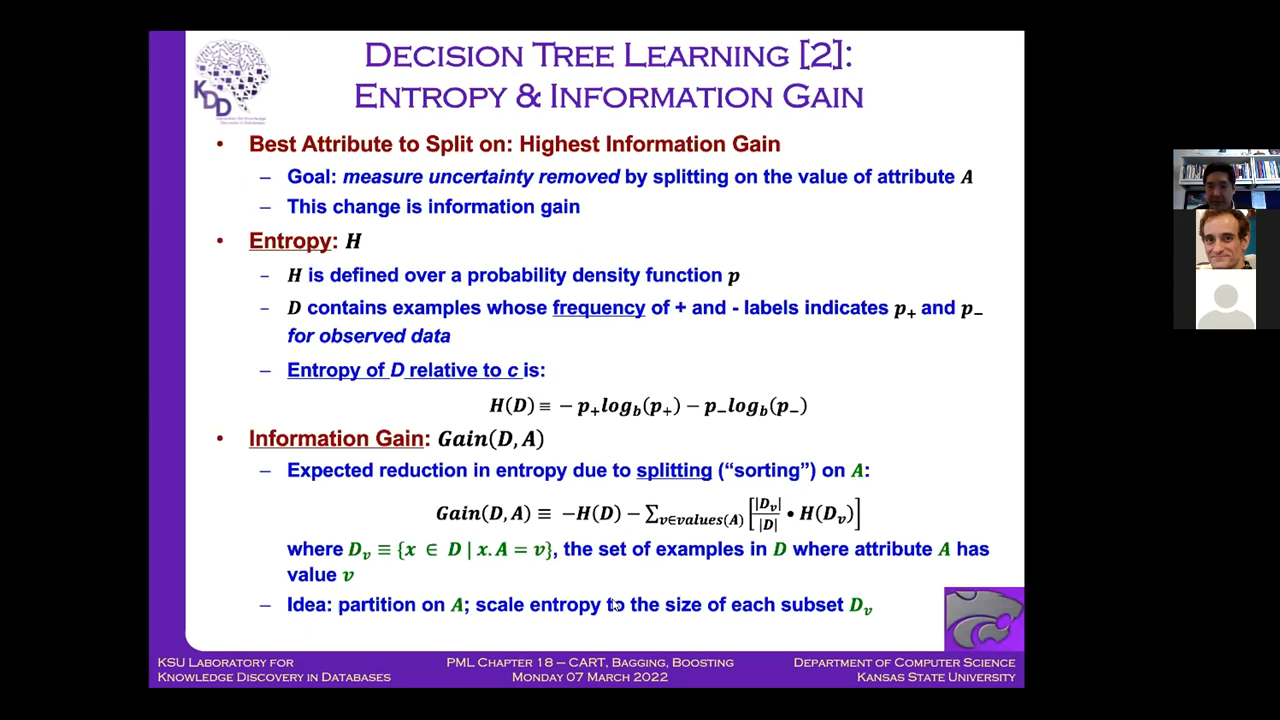 DECISION TREE LEARNING [2]:
ENTROPY & INFORMATION GAIN
KDD
• Best Attribute to Split on: Highest Information Gain
– Goal: measure uncertainty removed by splitting on the value of attribute A
– This change is information gain
• Entropy: H
– H is defined over a probability density function p
– D contains examples whose frequency of + and - labels indicates p₊ and p₋
for observed data
– Entropy of D relative to c is:
H(D) ≡ − p₊log_b(p₊) − p₋log_b(p₋)
• Information Gain: Gain(D, A)
– Expected reduction in entropy due to splitting (“sorting”) on A:
Gain(D, A) ≡ −H(D) − ∑_{v∈values(A)} [|D_v|/|D| • H(D_v)]
where D_v ≡ {x ∈ D | x.A = v}, the set of examples in D where attribute A has
value v
– Idea: partition on A; scale entropy to the size of each subset D_v
KSU LABORATORY FOR
KNOWLEDGE DISCOVERY IN DATABASES
PML CHAPTER 18 – CART, BAGGING, BOOSTING
MONDAY 07 MARCH 2022
DEPARTMENT OF COMPUTER SCIENCE
KANSAS STATE UNIVERSITY